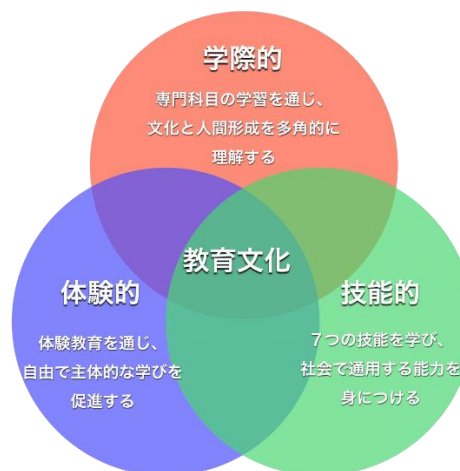 学際的
専門科目の学習を通じ、
文化と人間形成を多角的に
理解する
教育文化
体験的
体験教育を通じ、
自由で主体的な学びを
促進する
技能的
７つの技能を学び、
社会で通用する能力を
身につける